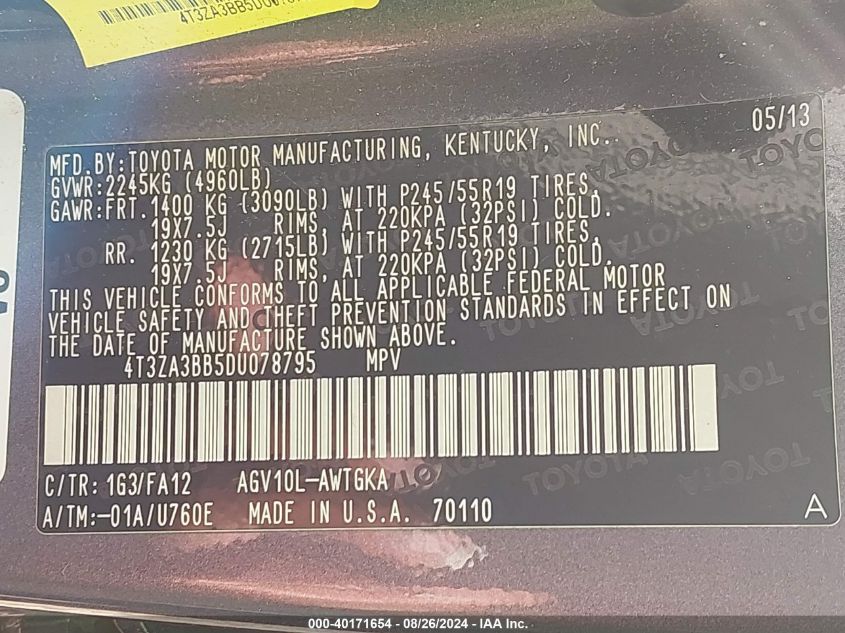 4T3ZA3BB5DU078795
05/13
MFD.BY:TOYOTA MOTOR MANUFACTURING, KENTUCKY, INC.
GVWR:2245KG (4960LB)
GAWR:FRT.1400 KG (3090LB) WITH P245/55R19 TIRES,
19X7.5J RIMS, AT 220KPA (32PSI) COLD.
RR. 1230 KG (2715LB) WITH P245/55R19 TIRES,
19X7.5J RIMS, AT 220KPA (32PSI) COLD.
THIS VEHICLE CONFORMS TO ALL APPLICABLE FEDERAL MOTOR
VEHICLE SAFETY AND THEFT PREVENTION STANDARDS IN EFFECT ON
THE DATE OF MANUFACTURE SHOWN ABOVE.
4T3ZA3BB5DU078795 MPV
C/TR: 1G3/FA12 AGV10L-AWTGKA
A/TM:-01A/U760E MADE IN U.S.A. 70110
A
TOYOTA
000-40171654 - 08/26/2024 - IAA Inc.